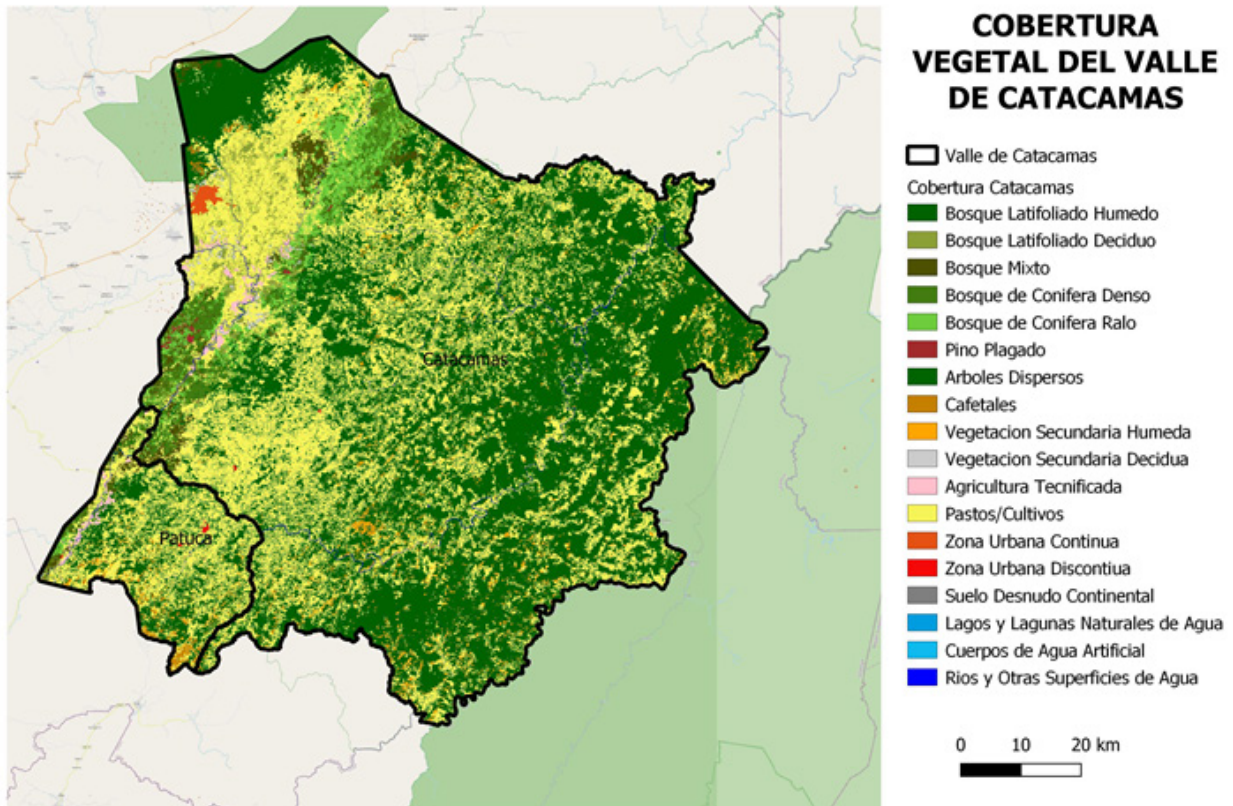 COBERTURA
VEGETAL DEL VALLE
DE CATACAMAS
Valle de Catacamas
Cobertura Catacamas
Bosque Latifoliado Humedo
Bosque Latifoliado Deciduo
Bosque Mixto
Bosque de Conifera Denso
Bosque de Conifera Ralo
Pino Plagado
Arboles Dispersos
Cafetales
Vegetacion Secundaria Humeda
Vegetacion Secundaria Decidua
Agricultura Tecnificada
Pastos/Cultivos
Zona Urbana Continua
Zona Urbana Discontiua
Suelo Desnudo Continental
Lagos y Lagunas Naturales de Agua
Cuerpos de Agua Artificial
Rios y Otras Superficies de Agua
0 10 20 km
Catacamas
Patuca